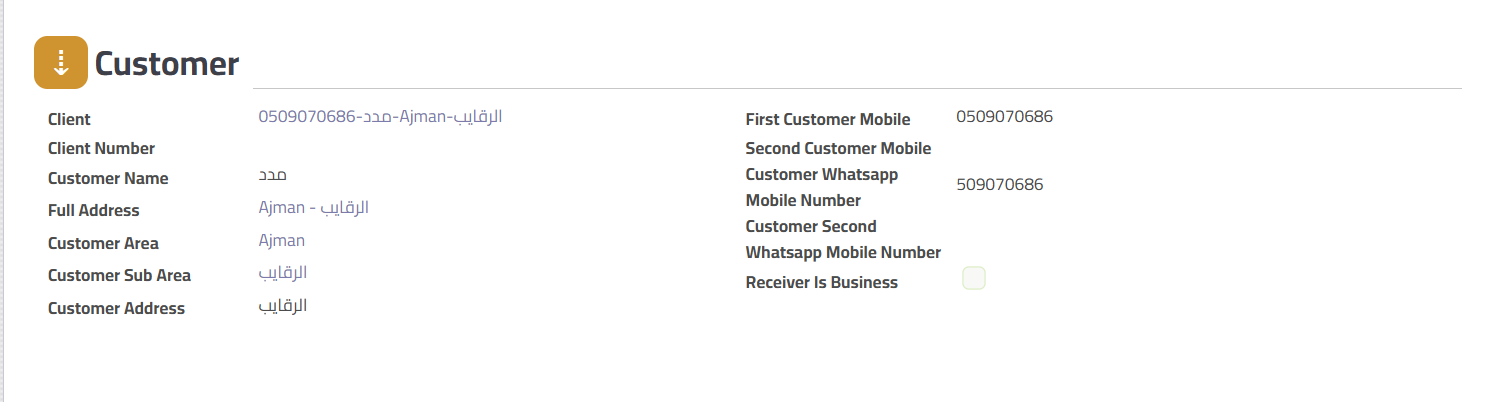 Customer
Client 0509070686-مدد-Ajman-الرقايب
Client Number
Customer Name مدد
Full Address Ajman - الرقايب
Customer Area Ajman
Customer Sub Area الرقايب
Customer Address الرقايب
First Customer Mobile 0509070686
Second Customer Mobile
Customer Whatsapp
Mobile Number 509070686
Customer Second
Whatsapp Mobile Number
Receiver Is Business